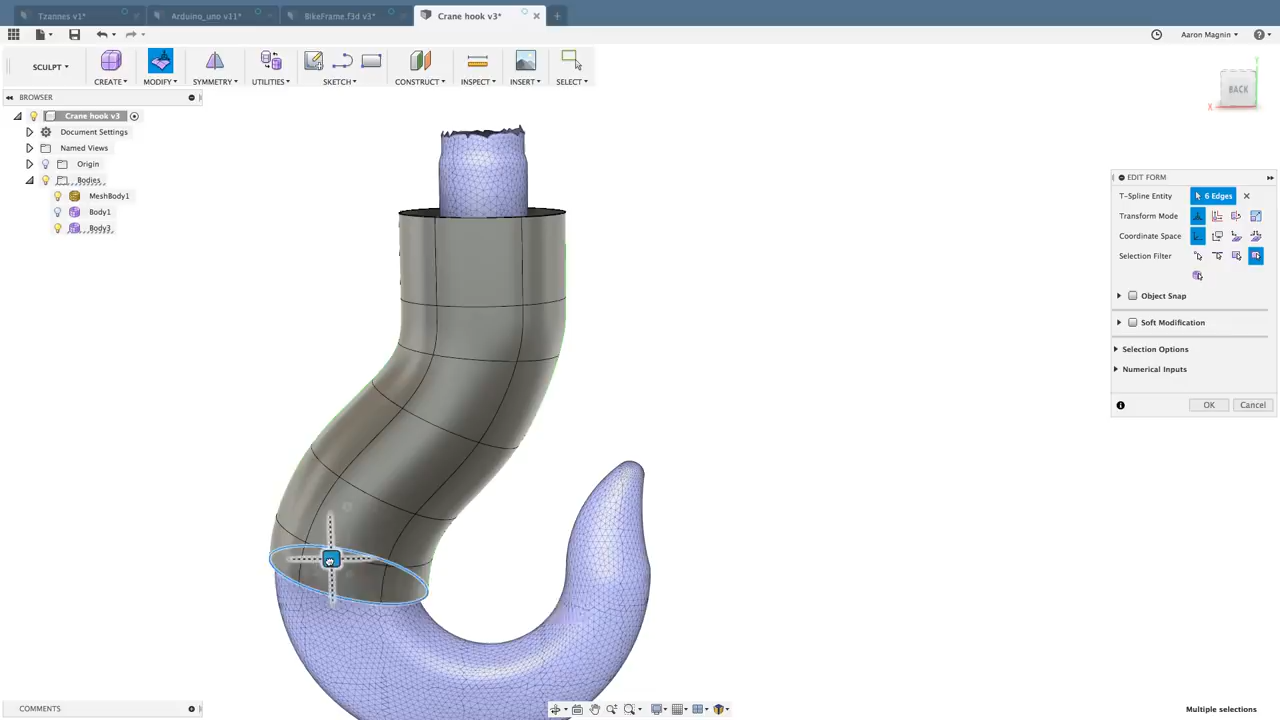 Tzannes v1*
Arduino_uno v11*
BikeFrame.f3d v3*
Crane hook v3*
Aaron Magnin
SCULPT
CREATE
MODIFY
SYMMETRY
UTILITIES
SKETCH
CONSTRUCT
INSPECT
INSERT
SELECT
BROWSER
Crane hook v3
Document Settings
Named Views
Origin
Bodies
MeshBody1
Body1
Body3
Y
BACK
X
EDIT FORM
T-Spline Entity
6 Edges
Transform Mode
Coordinate Space
Selection Filter
Object Snap
Soft Modification
Selection Options
Numerical Inputs
OK
Cancel
COMMENTS
Multiple selections